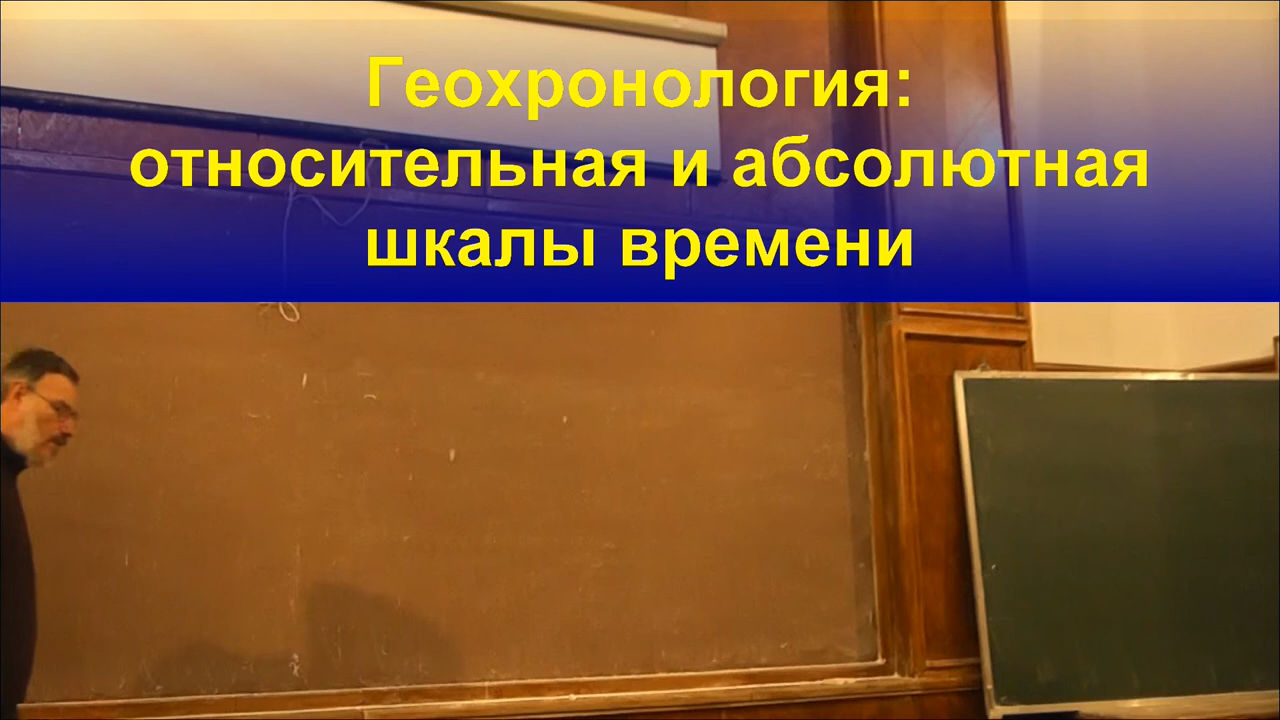 Геохронология:
относительная и абсолютная
шкалы времени